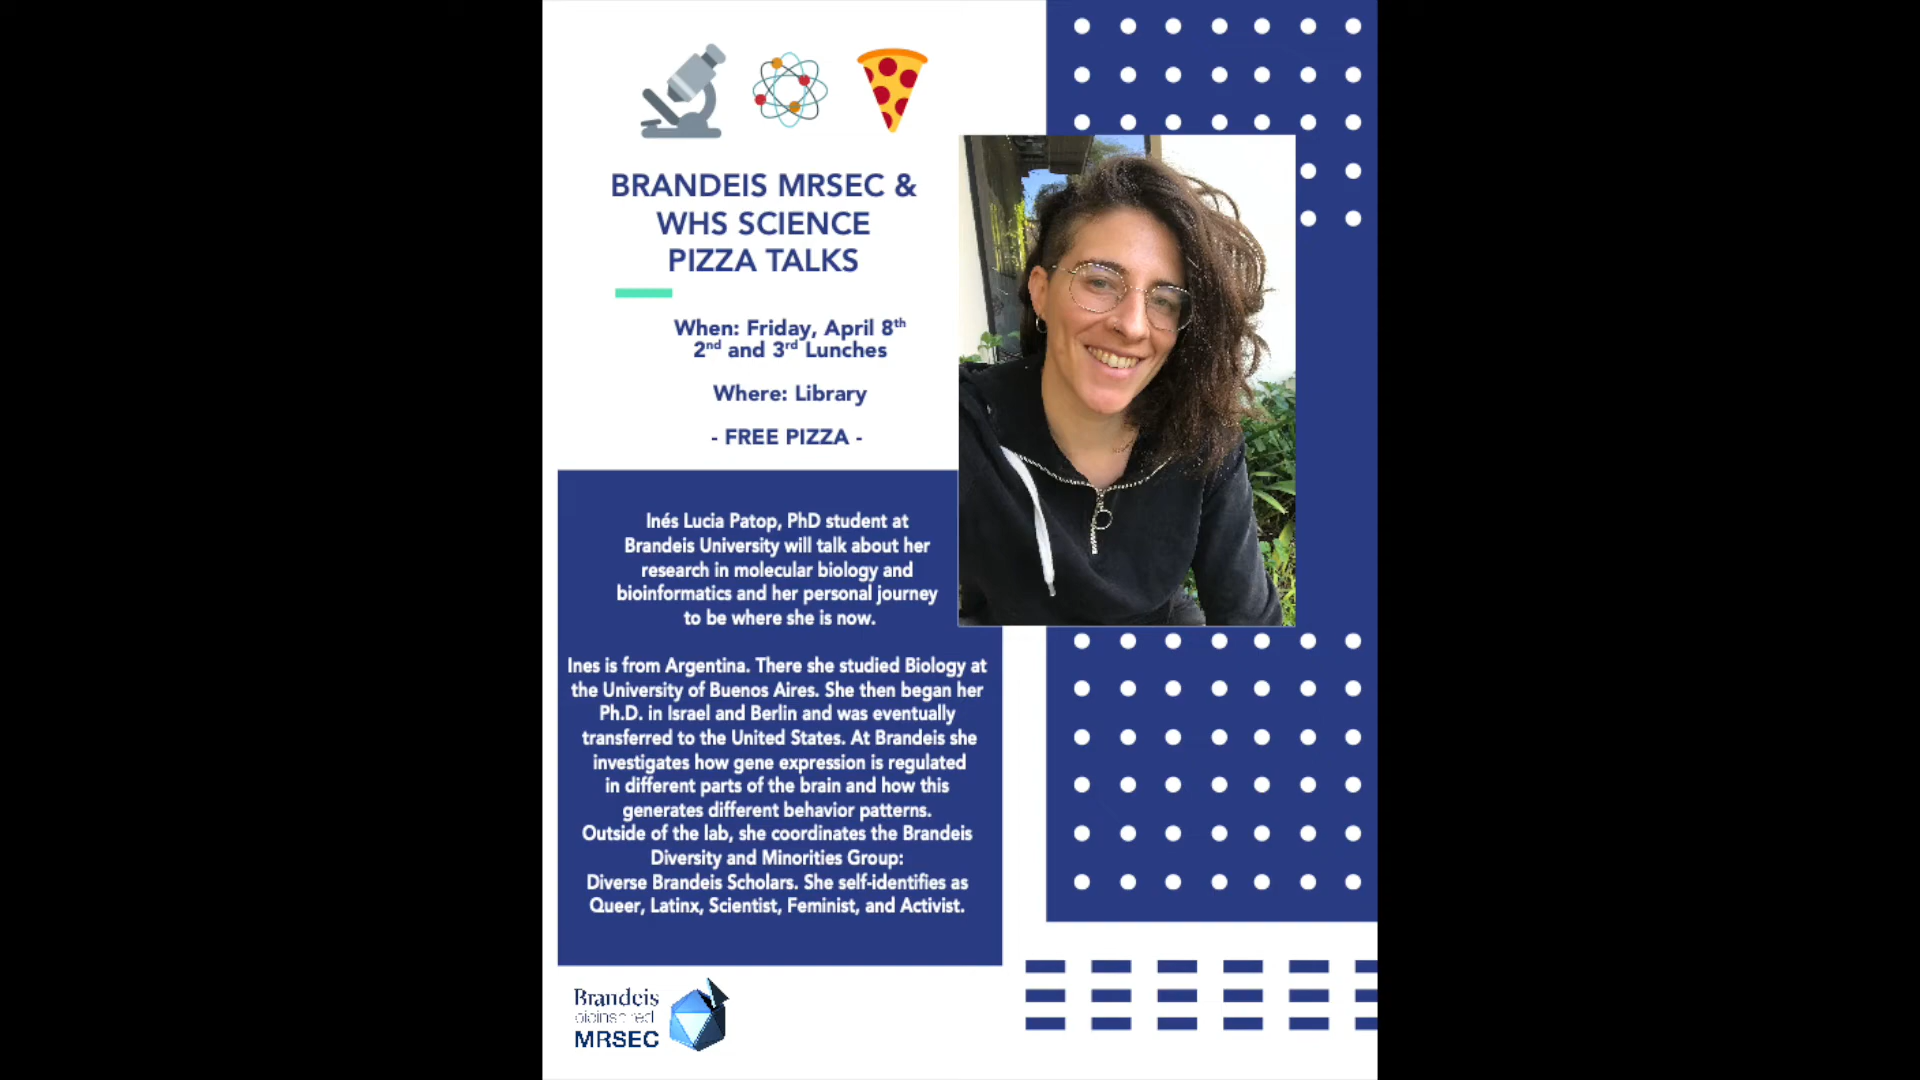 BRANDEIS MRSEC &
WHS SCIENCE
PIZZA TALKS
When: Friday, April 8th
2nd and 3rd Lunches
Where: Library
- FREE PIZZA -
Inés Lucia Patop, PhD student at
Brandeis University will talk about her
research in molecular biology and
bioinformatics and her personal journey
to be where she is now.
Ines is from Argentina. There she studied Biology at
the University of Buenos Aires. She then began her
Ph.D. in Israel and Berlin and was eventually
transferred to the United States. At Brandeis she
investigates how gene expression is regulated
in different parts of the brain and how this
generates different behavior patterns.
Outside of the lab, she coordinates the Brandeis
Diversity and Minorities Group:
Diverse Brandeis Scholars. She self-identifies as
Queer, Latinx, Scientist, Feminist, and Activist.
Brandeis
bioinspired
MRSEC